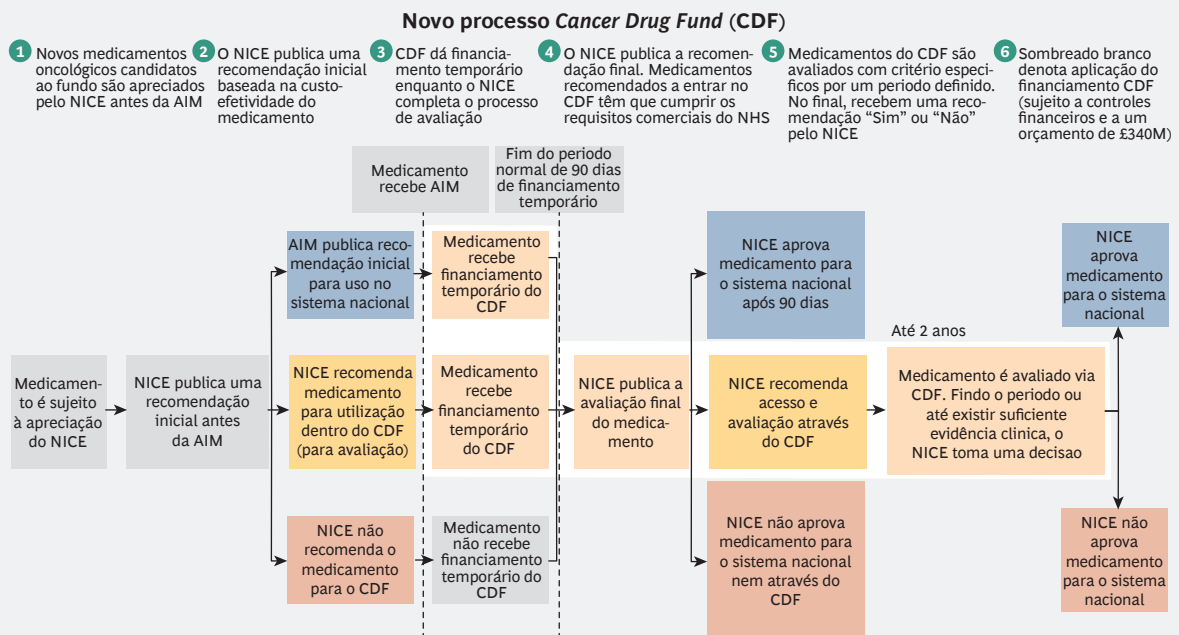 Novo processo Cancer Drug Fund (CDF)
1 Novos medicamentos
oncológicos candidatos
ao fundo são apreciados
pelo NICE antes da AIM
2 O NICE publica uma
recomendação inicial
baseada na custo-
efetividade do
medicamento
3 CDF dá financia-
mento temporário
enquanto o NICE
completa o processo
de avaliação
4 O NICE publica a recomen-
dação final. Medicamentos
recomendados a entrar no
CDF têm que cumprir os
requisitos comerciais do NHS
5 Medicamentos do CDF são
avaliados com critério especi-
ficos por um periodo definido.
No final, recebem uma reco-
mendação “Sim” ou “Não”
pelo NICE
6 Sombreado branco
denota aplicação do
financiamento CDF
(sujeito a controles
financeiros e a um
orçamento de £340M)
Medicamento
recebe AIM
Fim do periodo
normal de 90 dias
de financiamento
temporário
AIM publica reco-
mendação inicial
para uso no
sistema nacional
Medicamento
recebe
financiamento
temporário do
CDF
NICE aprova
medicamento para
o sistema nacional
após 90 dias
NICE
aprova
medicamento
para o sistema
nacional
Até 2 anos
Medicamen-
to é sujeito
à apreciação
do NICE
NICE publica uma
recomendação
inicial antes
da AIM
NICE recomenda
medicamento
para utilização
dentro do CDF
(para avaliação)
Medicamento
recebe
financiamento
temporário
do CDF
NICE publica a
avaliação final
do medica-
mento
NICE recomenda
acesso e
avaliação através
do CDF
Medicamento é avaliado via
CDF. Findo o periodo ou
até existir suficiente
evidência clinica, o
NICE toma uma decisao
NICE não
recomenda o
medicamento
para o CDF
Medicamento
não recebe
financiamento
temporário do
CDF
NICE não aprova
medicamento para
o sistema nacional
nem através do
CDF
NICE não
aprova
medicamento
para o sistema
nacional